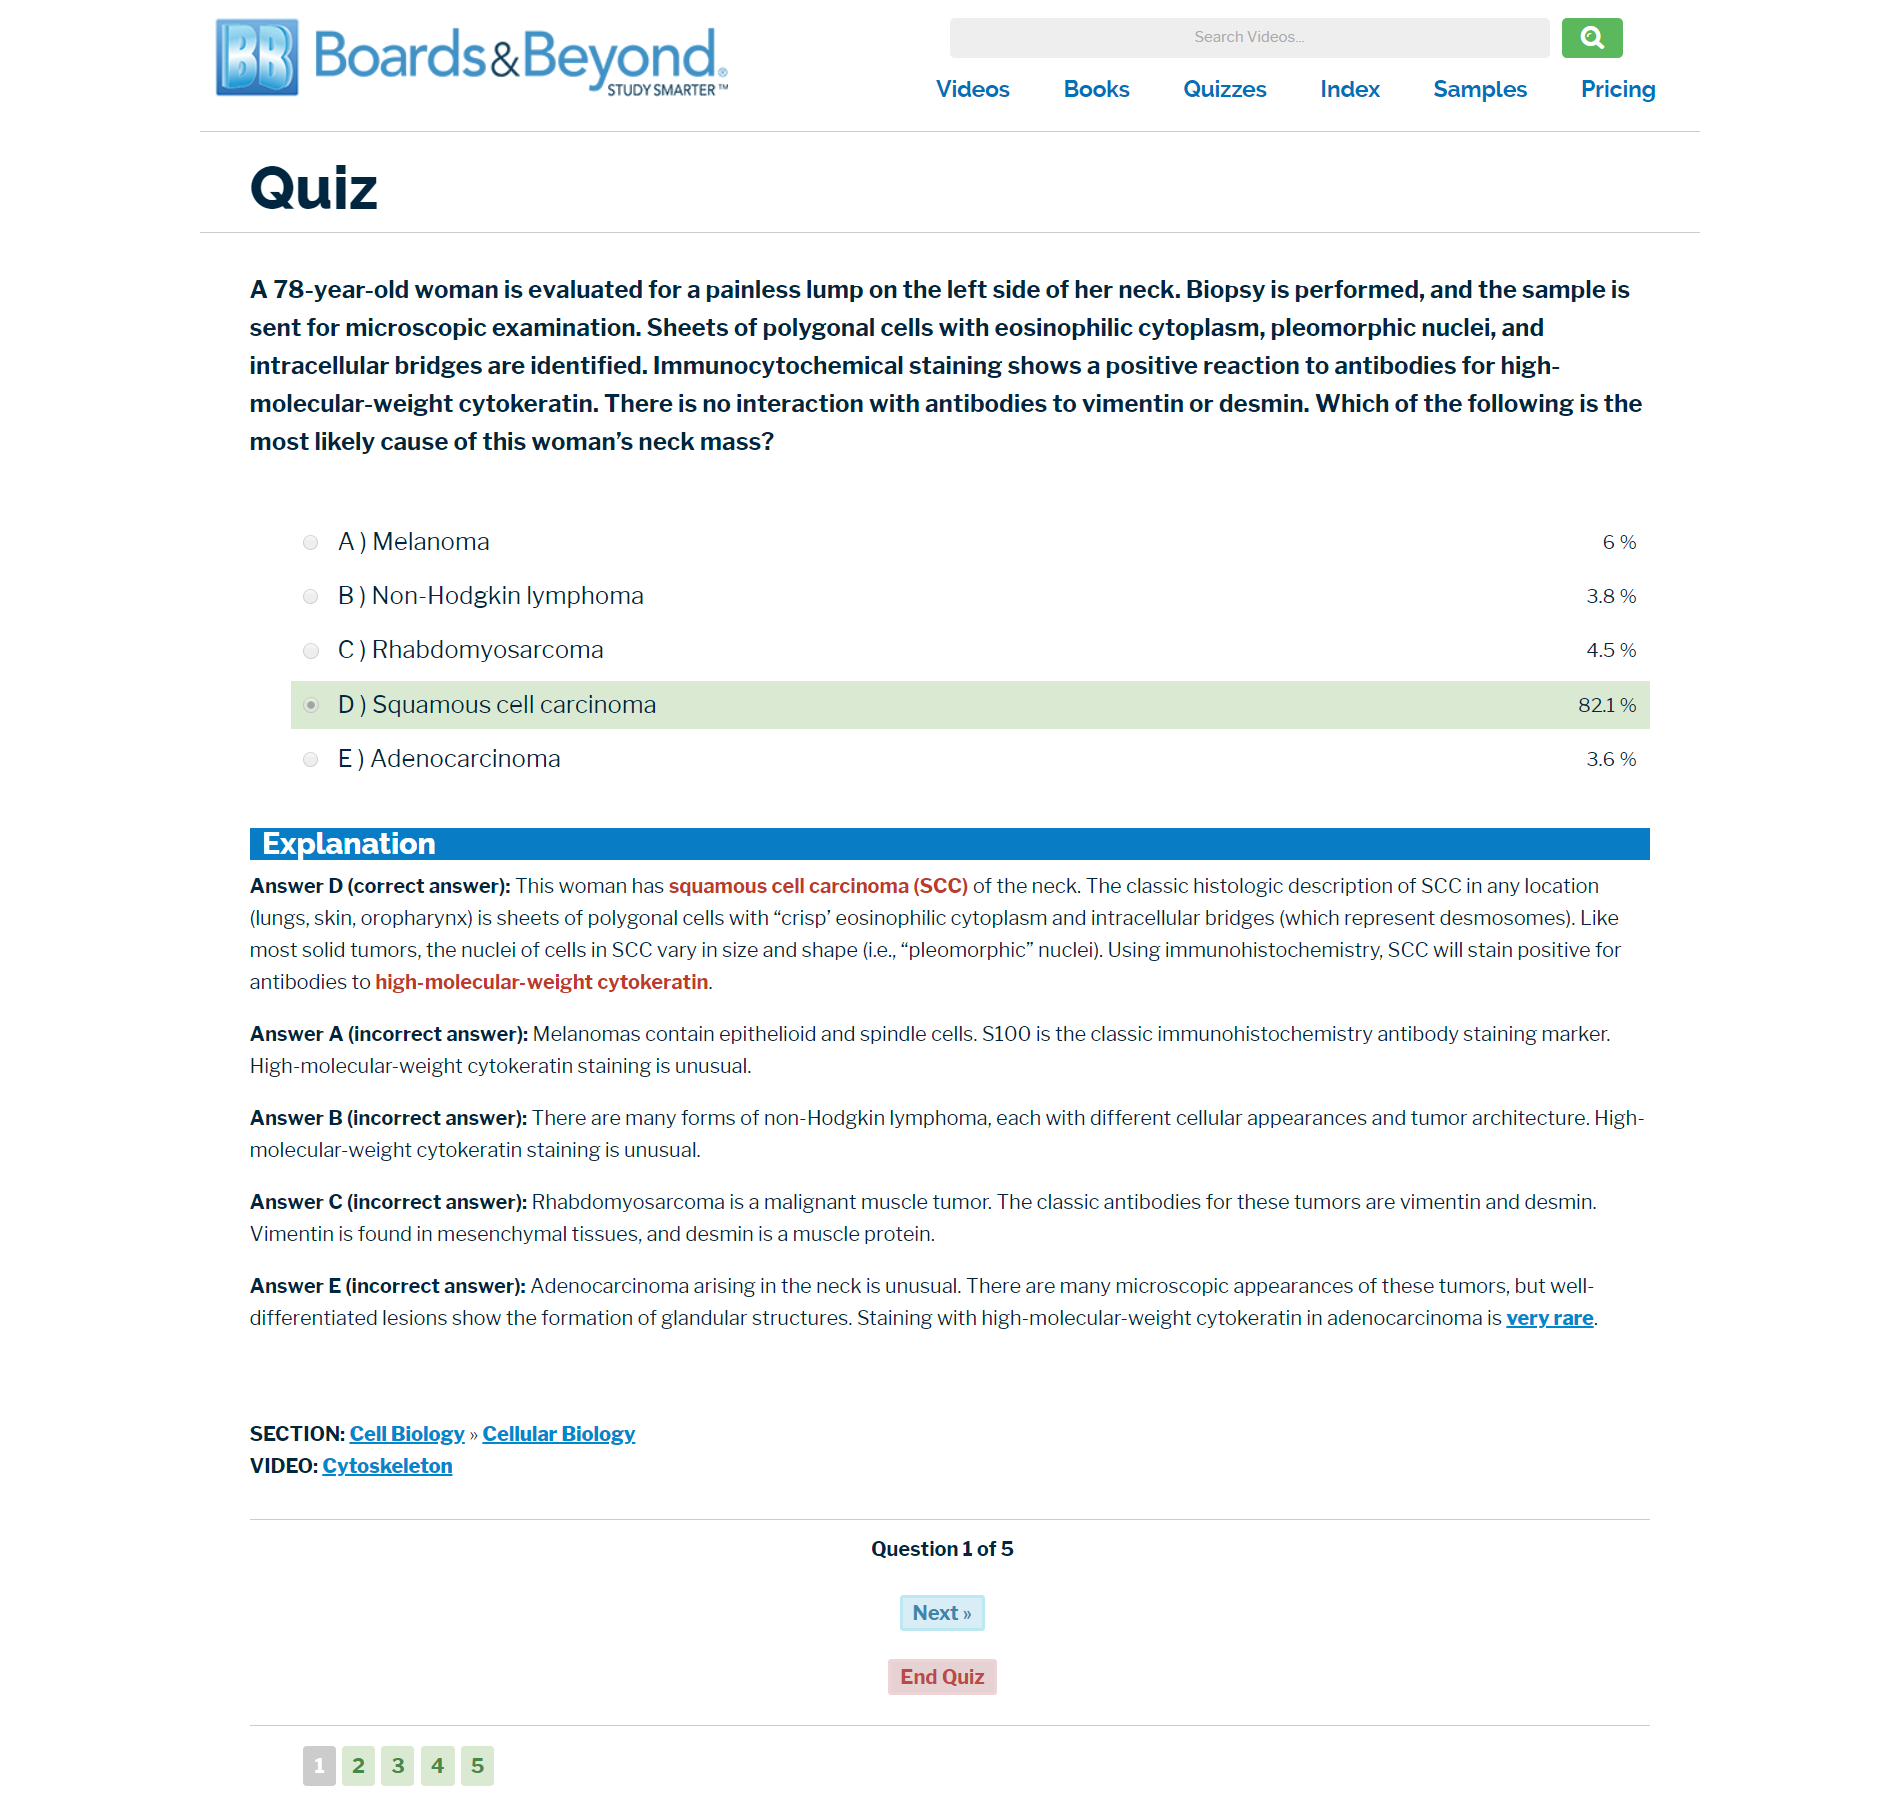 BB Boards&Beyond®
STUDY SMARTER™
Search Videos...
Videos Books Quizzes Index Samples Pricing
Quiz
A 78-year-old woman is evaluated for a painless lump on the left side of her neck. Biopsy is performed, and the sample is
sent for microscopic examination. Sheets of polygonal cells with eosinophilic cytoplasm, pleomorphic nuclei, and
intracellular bridges are identified. Immunocytochemical staining shows a positive reaction to antibodies for high-
molecular-weight cytokeratin. There is no interaction with antibodies to vimentin or desmin. Which of the following is the
most likely cause of this woman’s neck mass?
A ) Melanoma 6 %
B ) Non-Hodgkin lymphoma 3.8 %
C ) Rhabdomyosarcoma 4.5 %
D ) Squamous cell carcinoma 82.1 %
E ) Adenocarcinoma 3.6 %
Explanation
Answer D (correct answer): This woman has squamous cell carcinoma (SCC) of the neck. The classic histologic description of SCC in any location
(lungs, skin, oropharynx) is sheets of polygonal cells with “crisp’ eosinophilic cytoplasm and intracellular bridges (which represent desmosomes). Like
most solid tumors, the nuclei of cells in SCC vary in size and shape (i.e., “pleomorphic” nuclei). Using immunohistochemistry, SCC will stain positive for
antibodies to high-molecular-weight cytokeratin.
Answer A (incorrect answer): Melanomas contain epithelioid and spindle cells. S100 is the classic immunohistochemistry antibody staining marker.
High-molecular-weight cytokeratin staining is unusual.
Answer B (incorrect answer): There are many forms of non-Hodgkin lymphoma, each with different cellular appearances and tumor architecture. High-
molecular-weight cytokeratin staining is unusual.
Answer C (incorrect answer): Rhabdomyosarcoma is a malignant muscle tumor. The classic antibodies for these tumors are vimentin and desmin.
Vimentin is found in mesenchymal tissues, and desmin is a muscle protein.
Answer E (incorrect answer): Adenocarcinoma arising in the neck is unusual. There are many microscopic appearances of these tumors, but well-
differentiated lesions show the formation of glandular structures. Staining with high-molecular-weight cytokeratin in adenocarcinoma is very rare.
SECTION: Cell Biology » Cellular Biology
VIDEO: Cytoskeleton
Question 1 of 5
Next »
End Quiz
1 2 3 4 5